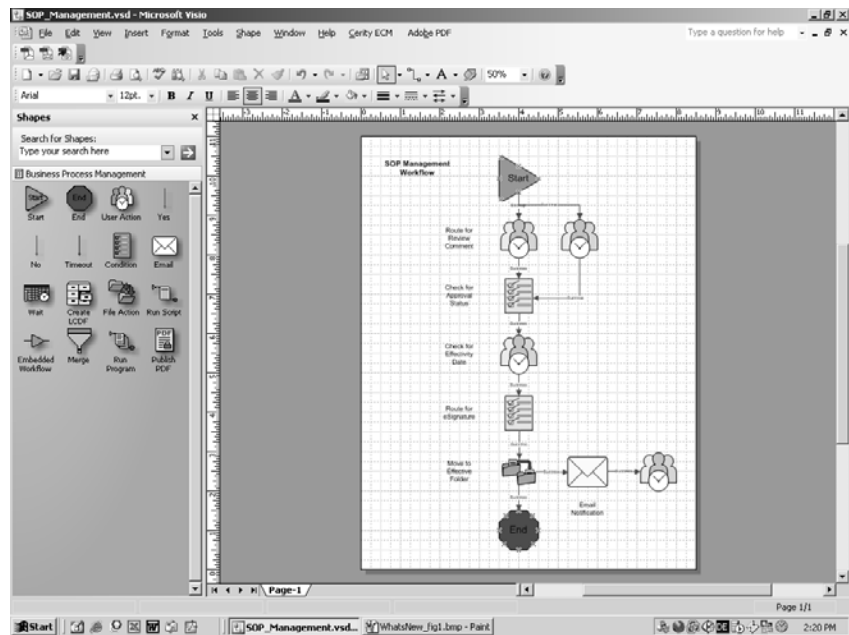 SOP_Management.vsd - Microsoft Visio
File Edit View Insert Format Tools Shape Window Help Cerity ECM Adobe PDF
Type a question for help
50%
Arial
12pt.
B I U
Shapes
Search for Shapes:
Type your search here
Business Process Management
Start End User Action Yes
No Timeout Condition Email
Wait Create LCDF File Action Run Script
Embedded Workflow Merge Run Program Publish PDF
SOP Management
Workflow
Start
Route for
Review
Comment
Check for
Approval
Status
Check for
Effectivity
Date
Route for
eSignature
Move to
Effective
Folder
Email
Notification
End
Page-1
Page 1/1
Start
SOP_Management.vsd...
WhatsNew_fig1.bmp - Paint
DE
2:20 PM